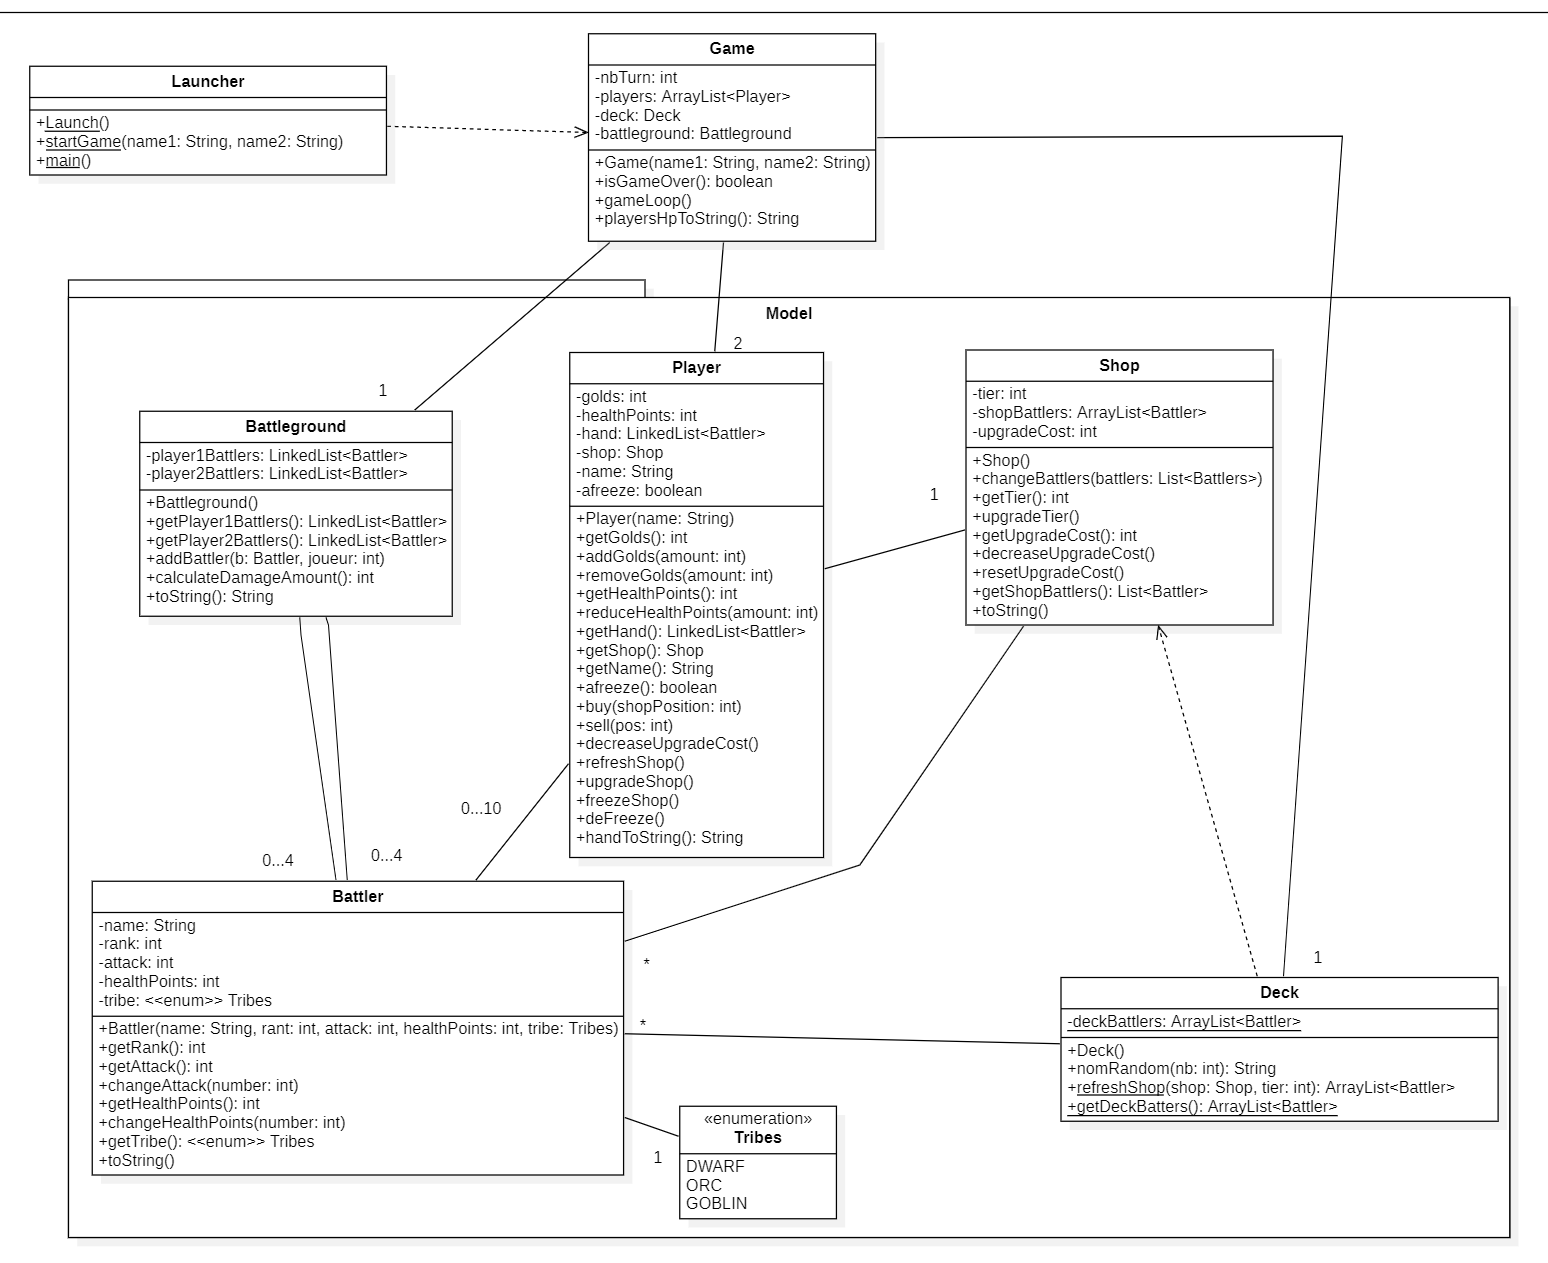 Launcher
+Launch()
+startGame(name1: String, name2: String)
+main()
Game
-nbTurn: int
-players: ArrayList<Player>
-deck: Deck
-battleground: Battleground
+Game(name1: String, name2: String)
+isGameOver(): boolean
+gameLoop()
+playersHpToString(): String
Model
1
2
Battleground
-player1Battlers: LinkedList<Battler>
-player2Battlers: LinkedList<Battler>
+Battleground()
+getPlayer1Battlers(): LinkedList<Battler>
+getPlayer2Battlers(): LinkedList<Battler>
+addBattler(b: Battler, joueur: int)
+calculateDamageAmount(): int
+toString(): String
Player
-golds: int
-healthPoints: int
-hand: LinkedList<Battler>
-shop: Shop
-name: String
-afreeze: boolean
+Player(name: String)
+getGolds(): int
+addGolds(amount: int)
+removeGolds(amount: int)
+getHealthPoints(): int
+reduceHealthPoints(amount: int)
+getHand(): LinkedList<Battler>
+getShop(): Shop
+getName(): String
+afreeze(): boolean
+buy(shopPosition: int)
+sell(pos: int)
+decreaseUpgradeCost()
+refreshShop()
+upgradeShop()
+freezeShop()
+deFreeze()
+handToString(): String
1
Shop
-tier: int
-shopBattlers: ArrayList<Battler>
-upgradeCost: int
+Shop()
+changeBattlers(battlers: List<Battlers>)
+getTier(): int
+upgradeTier()
+getUpgradeCost(): int
+decreaseUpgradeCost()
+resetUpgradeCost()
+getShopBattlers(): List<Battler>
+toString()
0...10
0...4
0...4
Battler
-name: String
-rank: int
-attack: int
-healthPoints: int
-tribe: <<enum>> Tribes
+Battler(name: String, rant: int, attack: int, healthPoints: int, tribe: Tribes)
+getRank(): int
+getAttack(): int
+changeAttack(number: int)
+getHealthPoints(): int
+changeHealthPoints(number: int)
+getTribe(): <<enum>> Tribes
+toString()
*
*
1
«enumeration»
Tribes
DWARF
ORC
GOBLIN
1
Deck
-deckBattlers: ArrayList<Battler>
+Deck()
+nomRandom(nb: int): String
+refreshShop(shop: Shop, tier: int): ArrayList<Battler>
+getDeckBatters(): ArrayList<Battler>